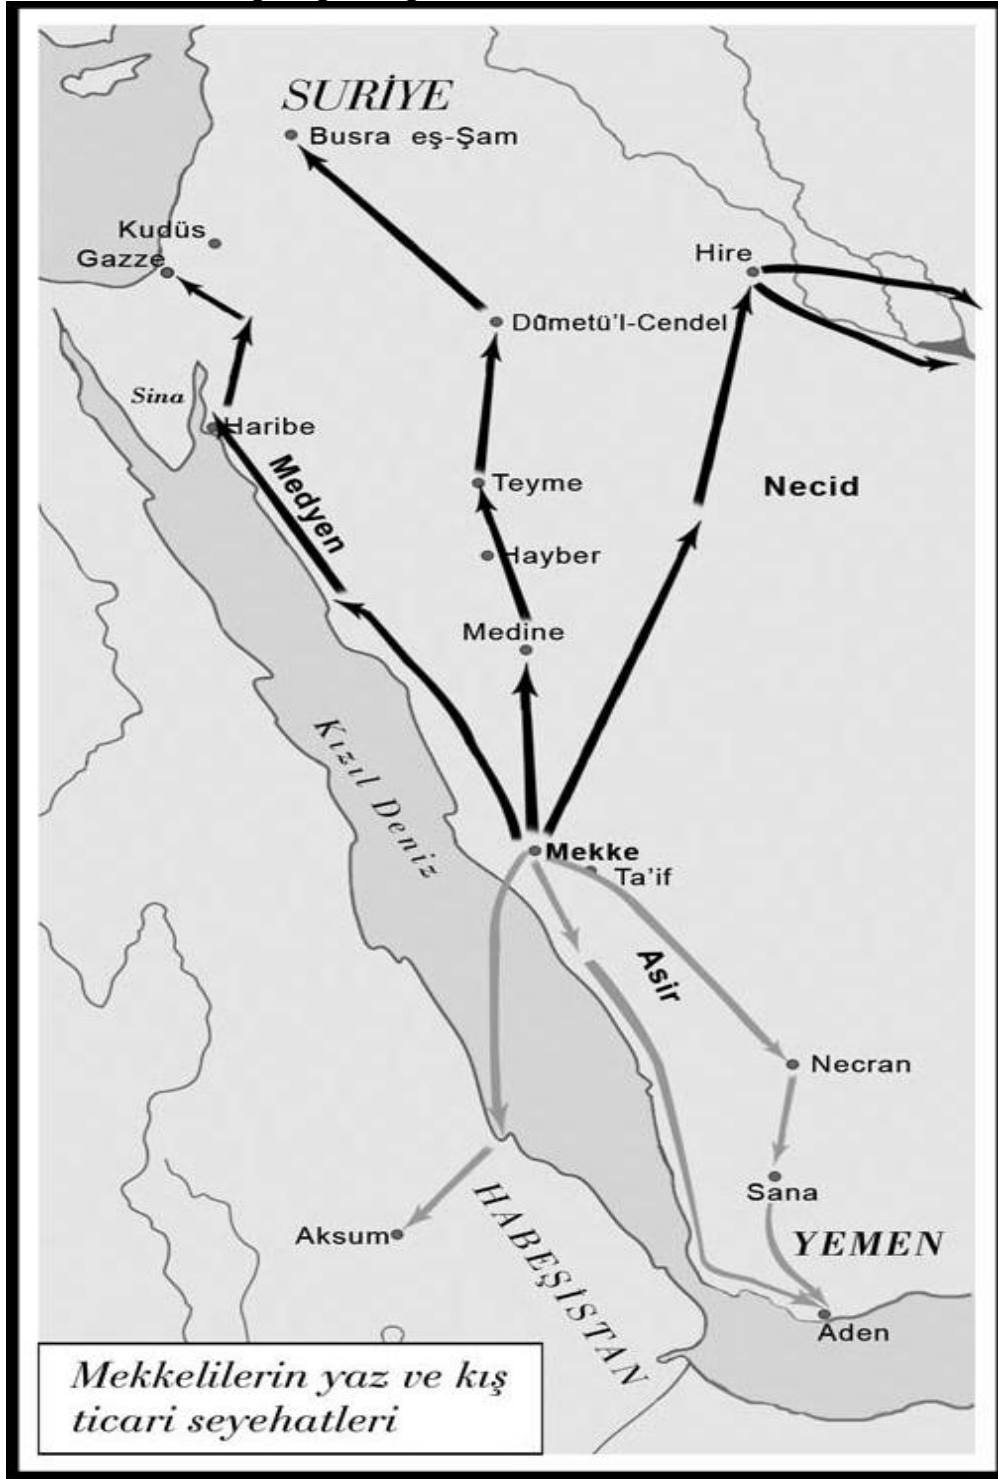 SURİYE
Busra eş-Şam
Kudüs
Gazze
Hire
Dûmetü'l-Cendel
Sina
Haribe
Medyen
Teyme
Necid
Hayber
Medine
Kızıl Deniz
Mekke
Ta'if
Asir
Necran
Sana
Aksum
HABEŞİSTAN
YEMEN
Aden
Mekkelilerin yaz ve kış
ticari seyehatleri